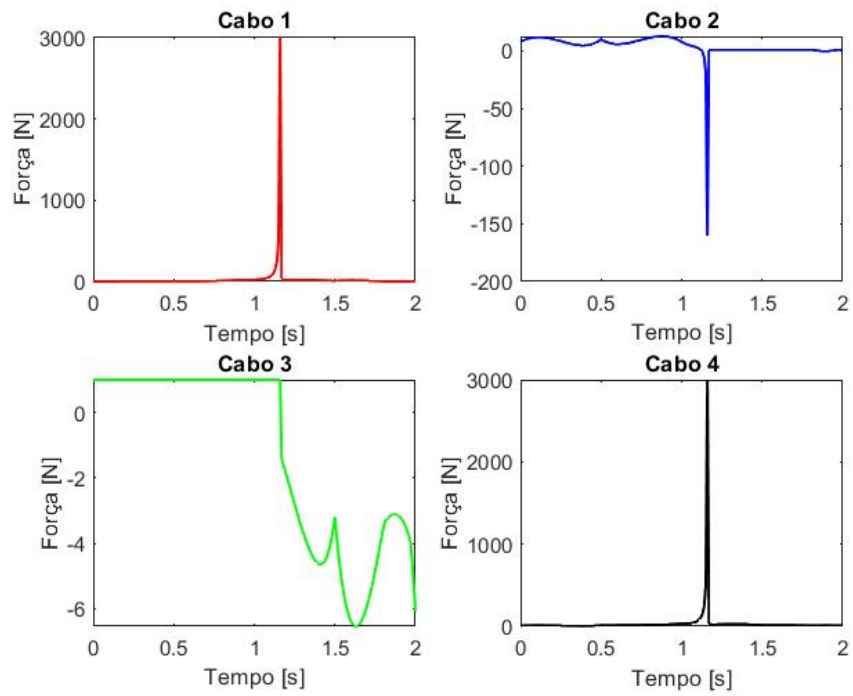 Cabo 1
3000
2000
1000
0
Força [N]
0 0.5 1 1.5 2
Tempo [s]
Cabo 2
0
-50
-100
-150
-200
Força [N]
0 0.5 1 1.5 2
Tempo [s]
Cabo 3
0
-2
-4
-6
Força [N]
0 0.5 1 1.5 2
Tempo [s]
Cabo 4
3000
2000
1000
0
Força [N]
0 0.5 1 1.5 2
Tempo [s]